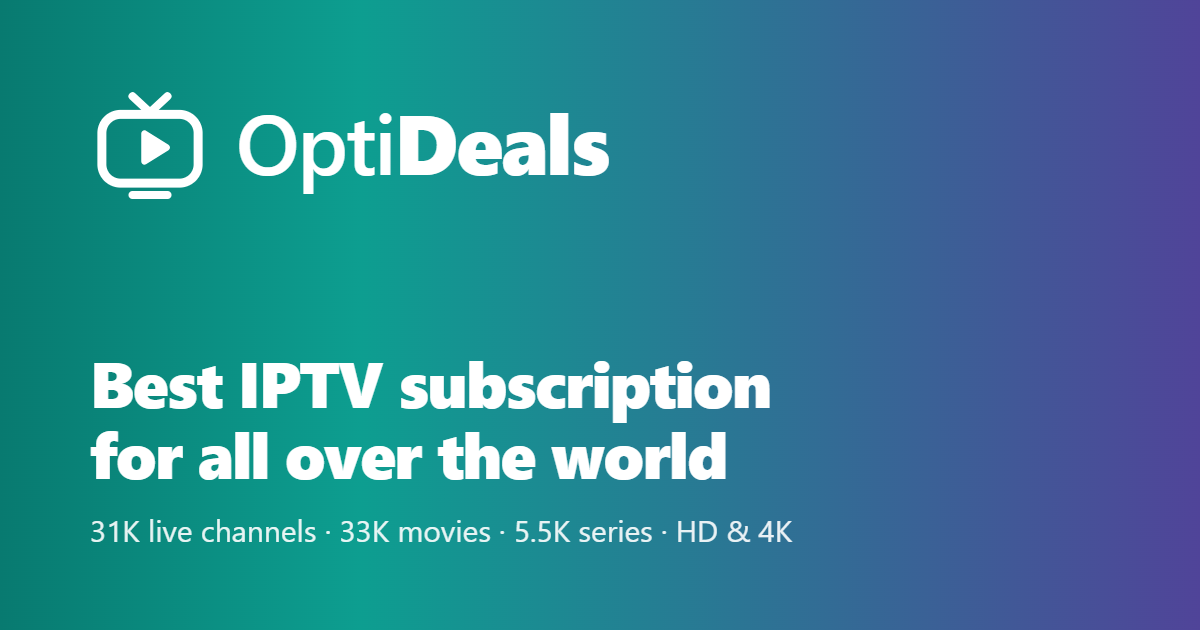 OptiDeals
Best IPTV subscription
for all over the world
31K live channels · 33K movies · 5.5K series · HD & 4K